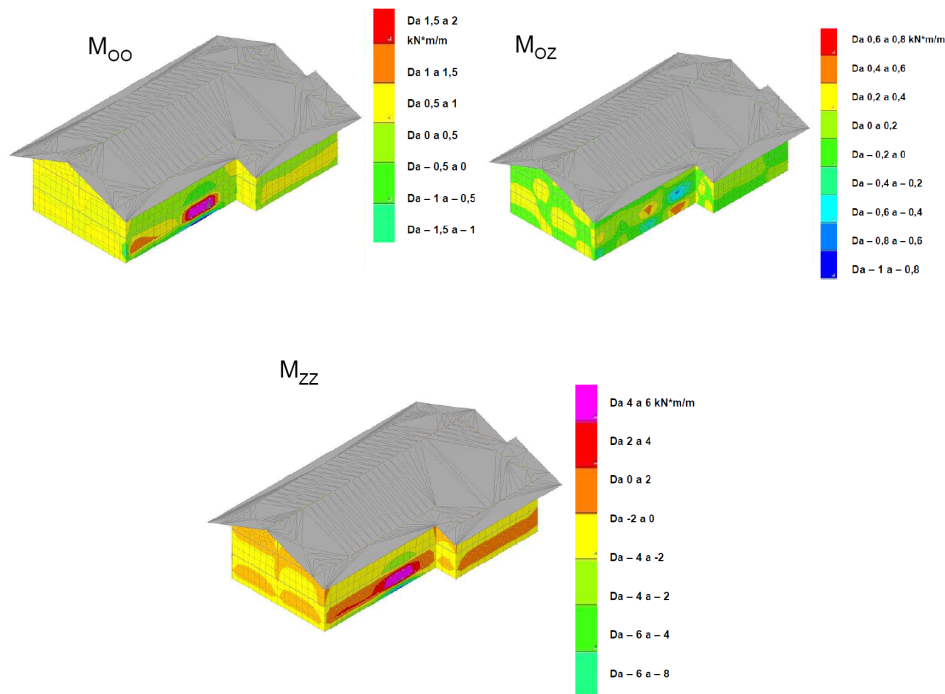 M_OO
Da 1,5 a 2
kN*m/m
Da 1 a 1,5
Da 0,5 a 1
Da 0 a 0,5
Da – 0,5 a 0
Da – 1 a – 0,5
Da – 1,5 a – 1
M_OZ
Da 0,6 a 0,8 kN*m/m
Da 0,4 a 0,6
Da 0,2 a 0,4
Da 0 a 0,2
Da – 0,2 a 0
Da – 0,4 a – 0,2
Da – 0,6 a – 0,4
Da – 0,8 a – 0,6
Da – 1 a – 0,8
M_ZZ
Da 4 a 6 kN*m/m
Da 2 a 4
Da 0 a 2
Da -2 a 0
Da – 4 a -2
Da – 4 a – 2
Da – 6 a – 4
Da – 6 a – 8